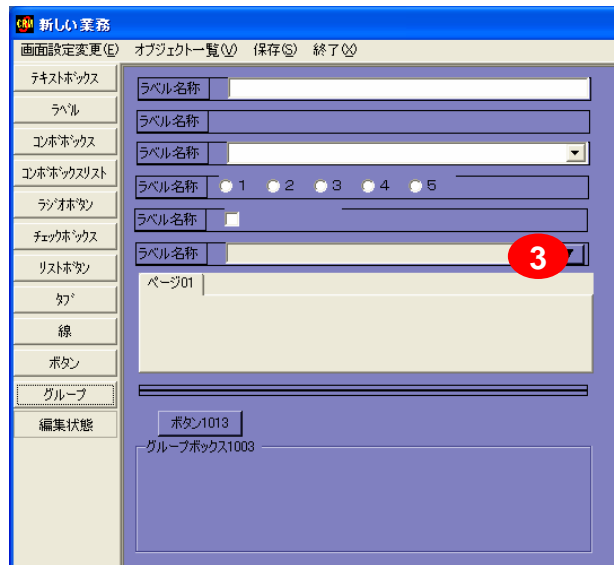 CRM 新しい業務
画面設定変更(E) オブジェクト一覧(V) 保存(S) 終了(X)
テキストボックス
ラベル
コンボボックス
コンボボックスリスト
ラジオボタン
チェックボックス
リストボタン
タブ
線
ボタン
グループ
編集状態
ラベル名称
ラベル名称
ラベル名称
ラベル名称 1 2 3 4 5
ラベル名称
ラベル名称 3
ページ01
ボタン1013
グループボックス1003